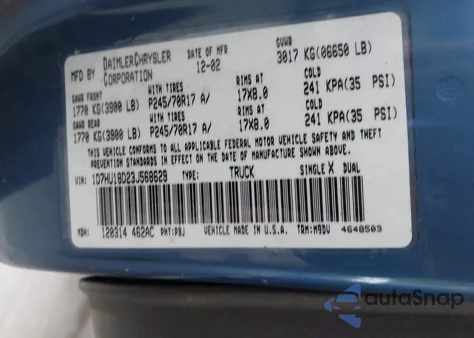 MFD BY DAIMLERCHRYSLER CORPORATION DATE OF MFR 12-02 GVWR 3017 KG(06650 LB)
GAWR FRONT WITH TIRES RIMS AT COLD
1770 KG(3900 LB) P245/70R17 A/ 17X8.0 241 KPA(35 PSI)
GAWR REAR WITH TIRES RIMS AT COLD
1770 KG(3900 LB) P245/70R17 A/ 17X8.0 241 KPA(35 PSI)
THIS VEHICLE CONFORMS TO ALL APPLICABLE FEDERAL MOTOR VEHICLE SAFETY AND THEFT
PREVENTION STANDARDS IN EFFECT ON THE DATE OF MANUFACTURE SHOWN ABOVE.
VIN: 1D7HU18D23J568629 TYPE: TRUCK SINGLE X DUAL
MDH: 120314 482AC PNT:PBJ VEHICLE MADE IN U.S.A. TRM:M9DV 4648503
autoSnap